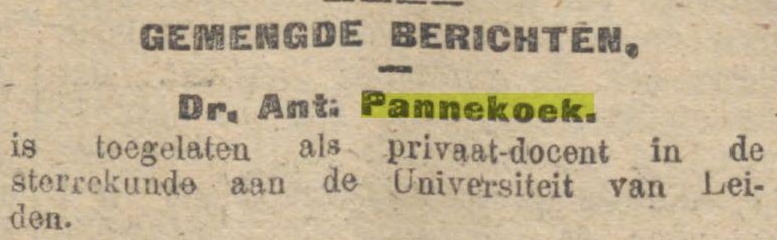 GEMENGDE BERICHTEN.
Dr. Ant. Pannekoek.
is toegelaten als privaat-docent in de
sterrekunde aan de Universiteit van Lei-
den.